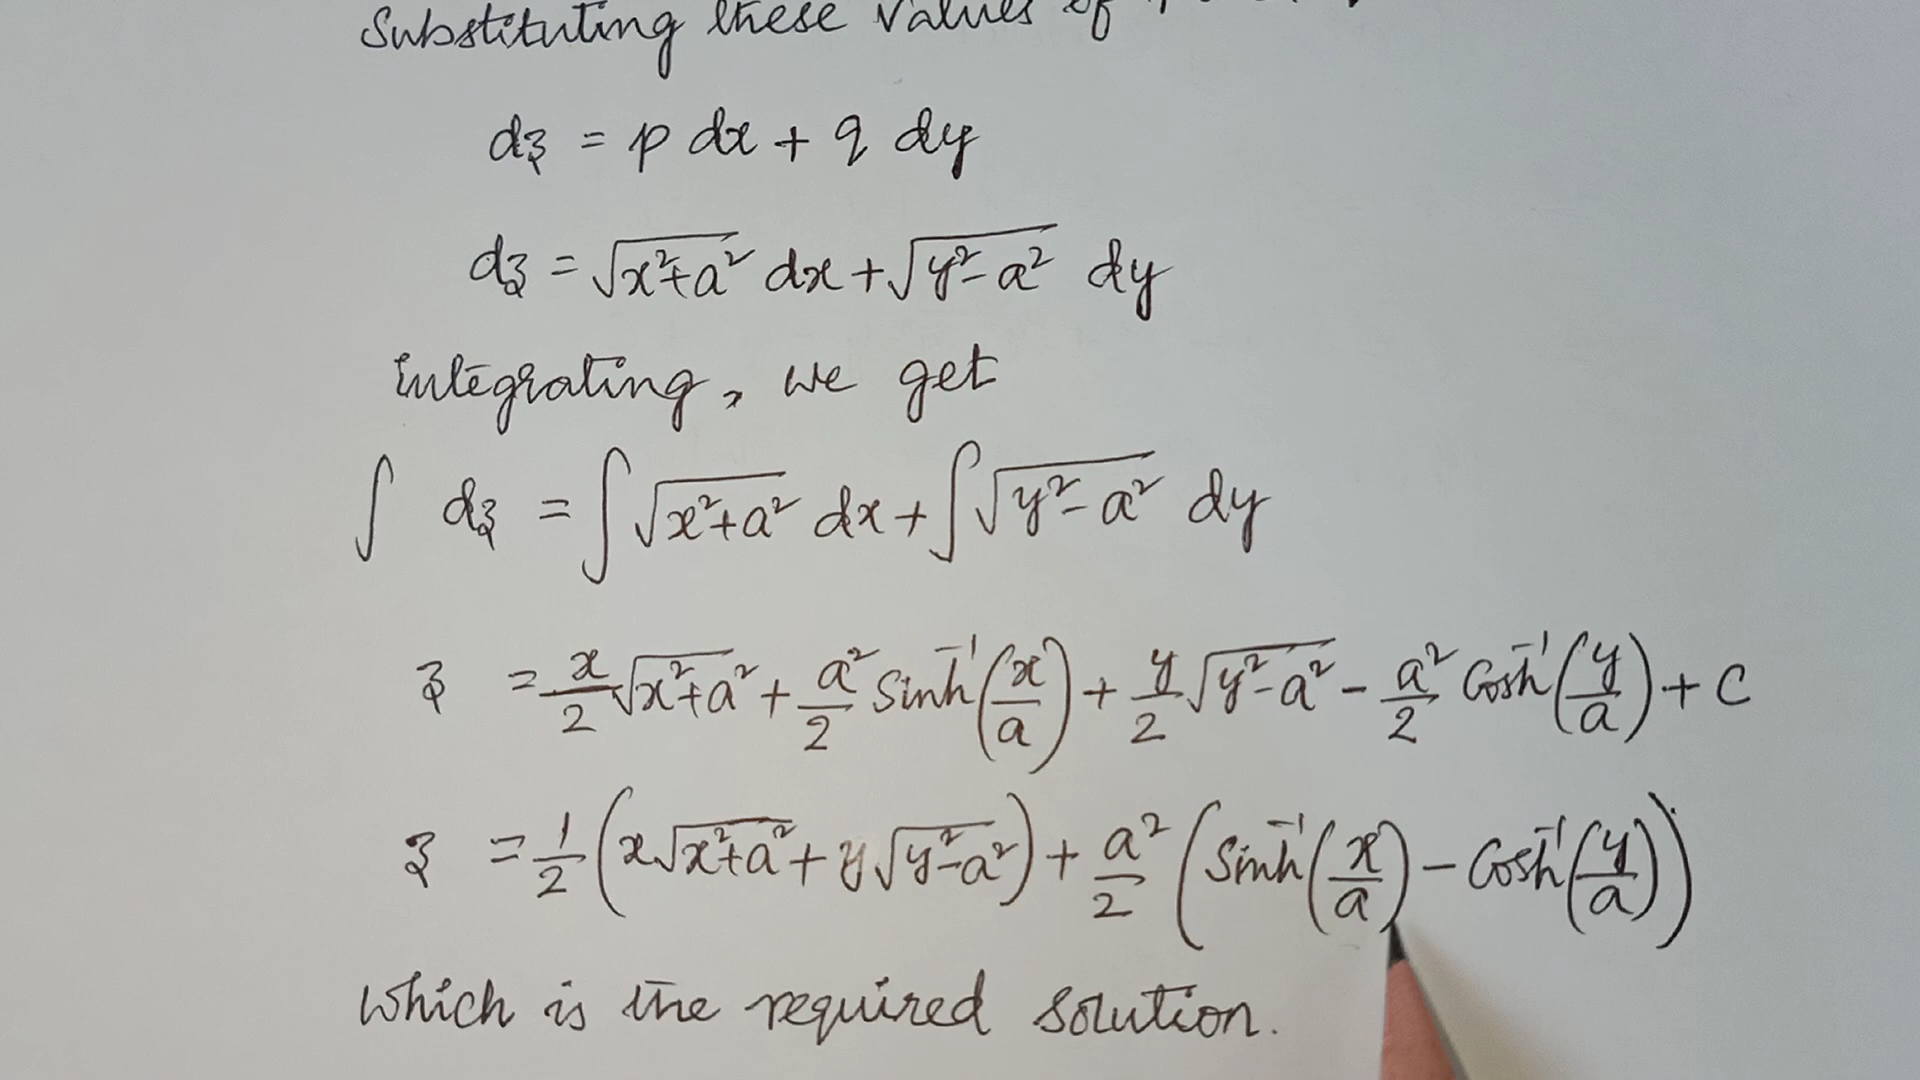 Substituting these values of
dz = p dx + q dy
dz = √(x²+a²) dx + √(y²-a²) dy
integrating, we get
∫ dz = ∫ √(x²+a²) dx + ∫ √(y²-a²) dy
z = x/2 √(x²+a²) + a²/2 Sinh⁻¹(x/a) + y/2 √(y²-a²) - a²/2 Cosh⁻¹(y/a) + C
z = 1/2 (x√(x²+a²) + y√(y²-a²)) + a²/2 (Sinh⁻¹(x/a) - Cosh⁻¹(y/a))
which is the required solution.